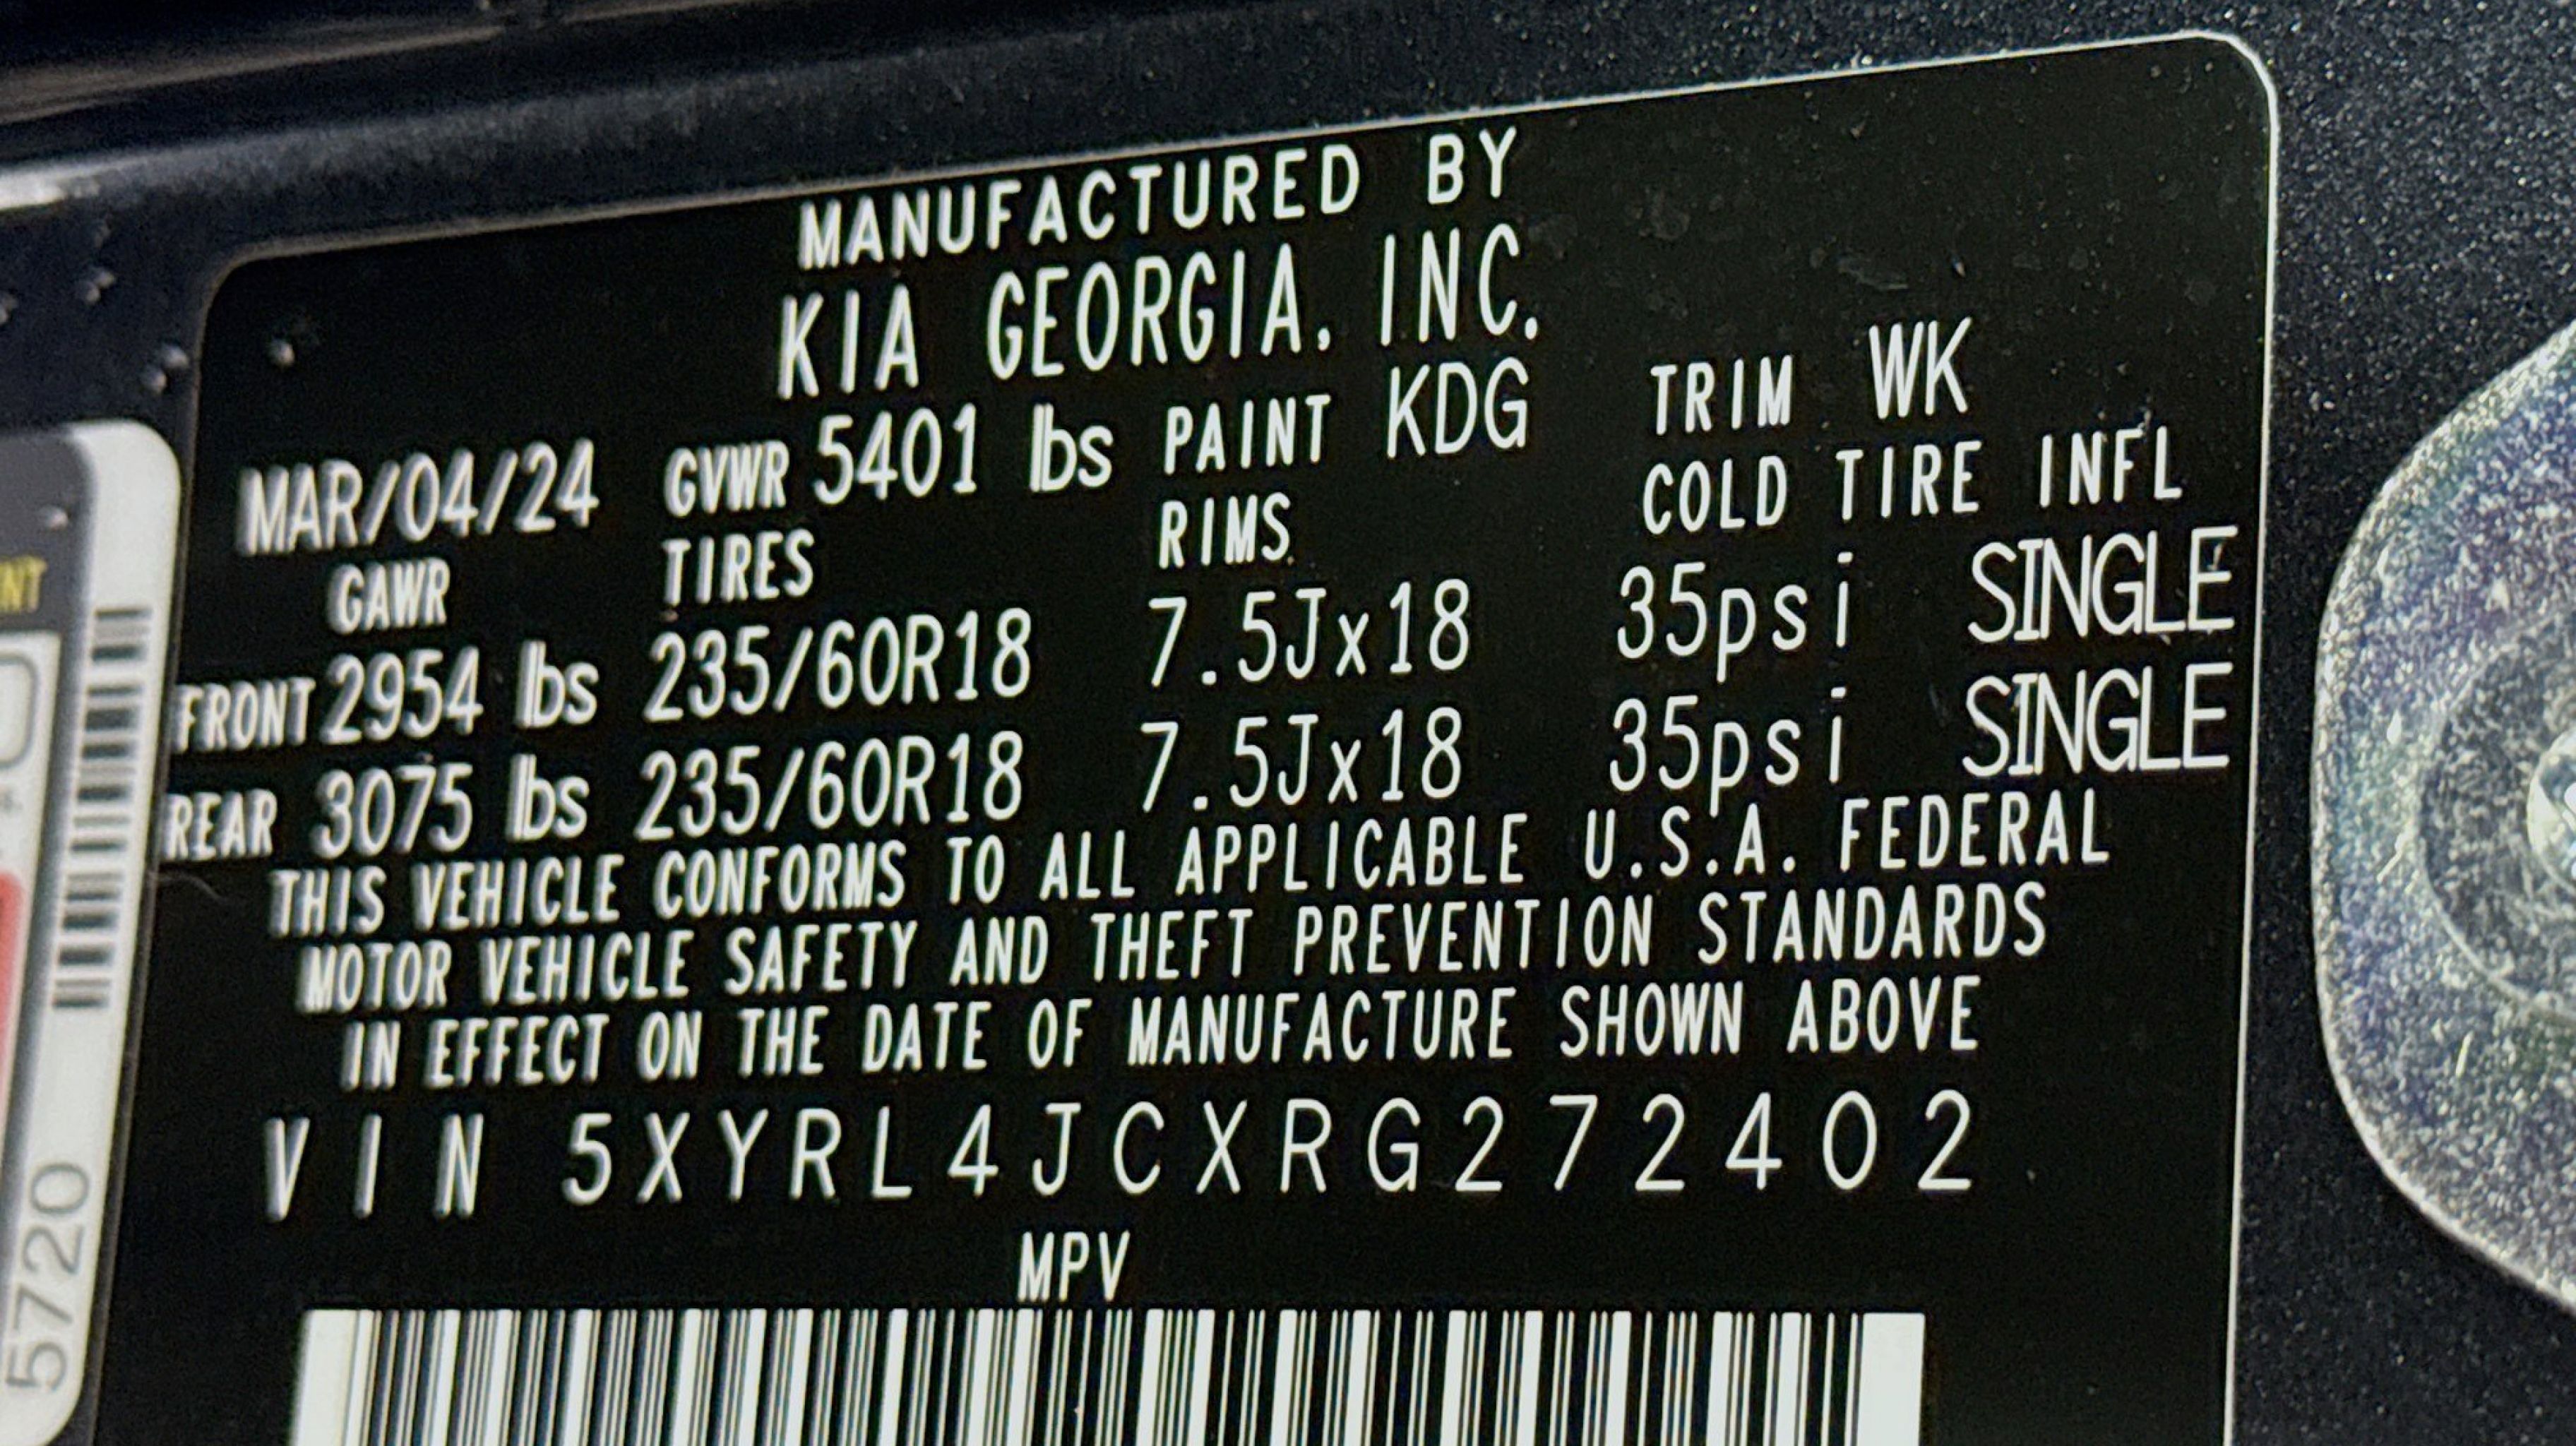 MANUFACTURED BY
KIA GEORGIA, INC.
MAR/04/24 GVWR 5401 lbs PAINT KDG TRIM WK
GAWR TIRES RIMS COLD TIRE INFL
FRONT 2954 lbs 235/60R18 7.5Jx18 35psi SINGLE
REAR 3075 lbs 235/60R18 7.5Jx18 35psi SINGLE
THIS VEHICLE CONFORMS TO ALL APPLICABLE U.S.A. FEDERAL
MOTOR VEHICLE SAFETY AND THEFT PREVENTION STANDARDS
IN EFFECT ON THE DATE OF MANUFACTURE SHOWN ABOVE
VIN 5XYRL4JCXRG272402
MPV
NT
5720